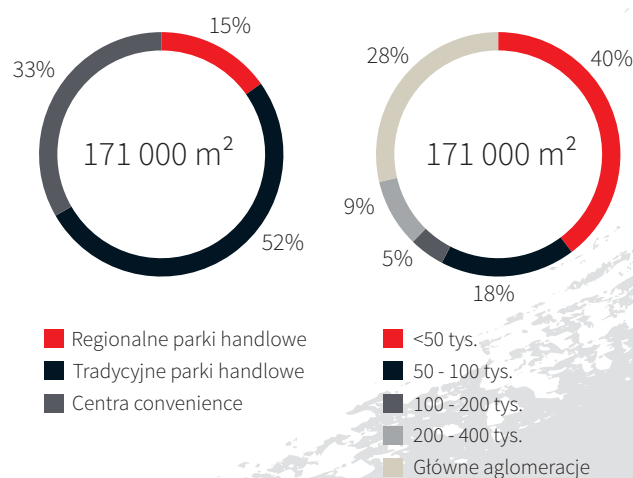 15%
33%
171 000 m²
52%
Regionalne parki handlowe
Tradycyjne parki handlowe
Centra convenience
28%
40%
171 000 m²
9%
5%
18%
<50 tys.
50 - 100 tys.
100 - 200 tys.
200 - 400 tys.
Główne aglomeracje